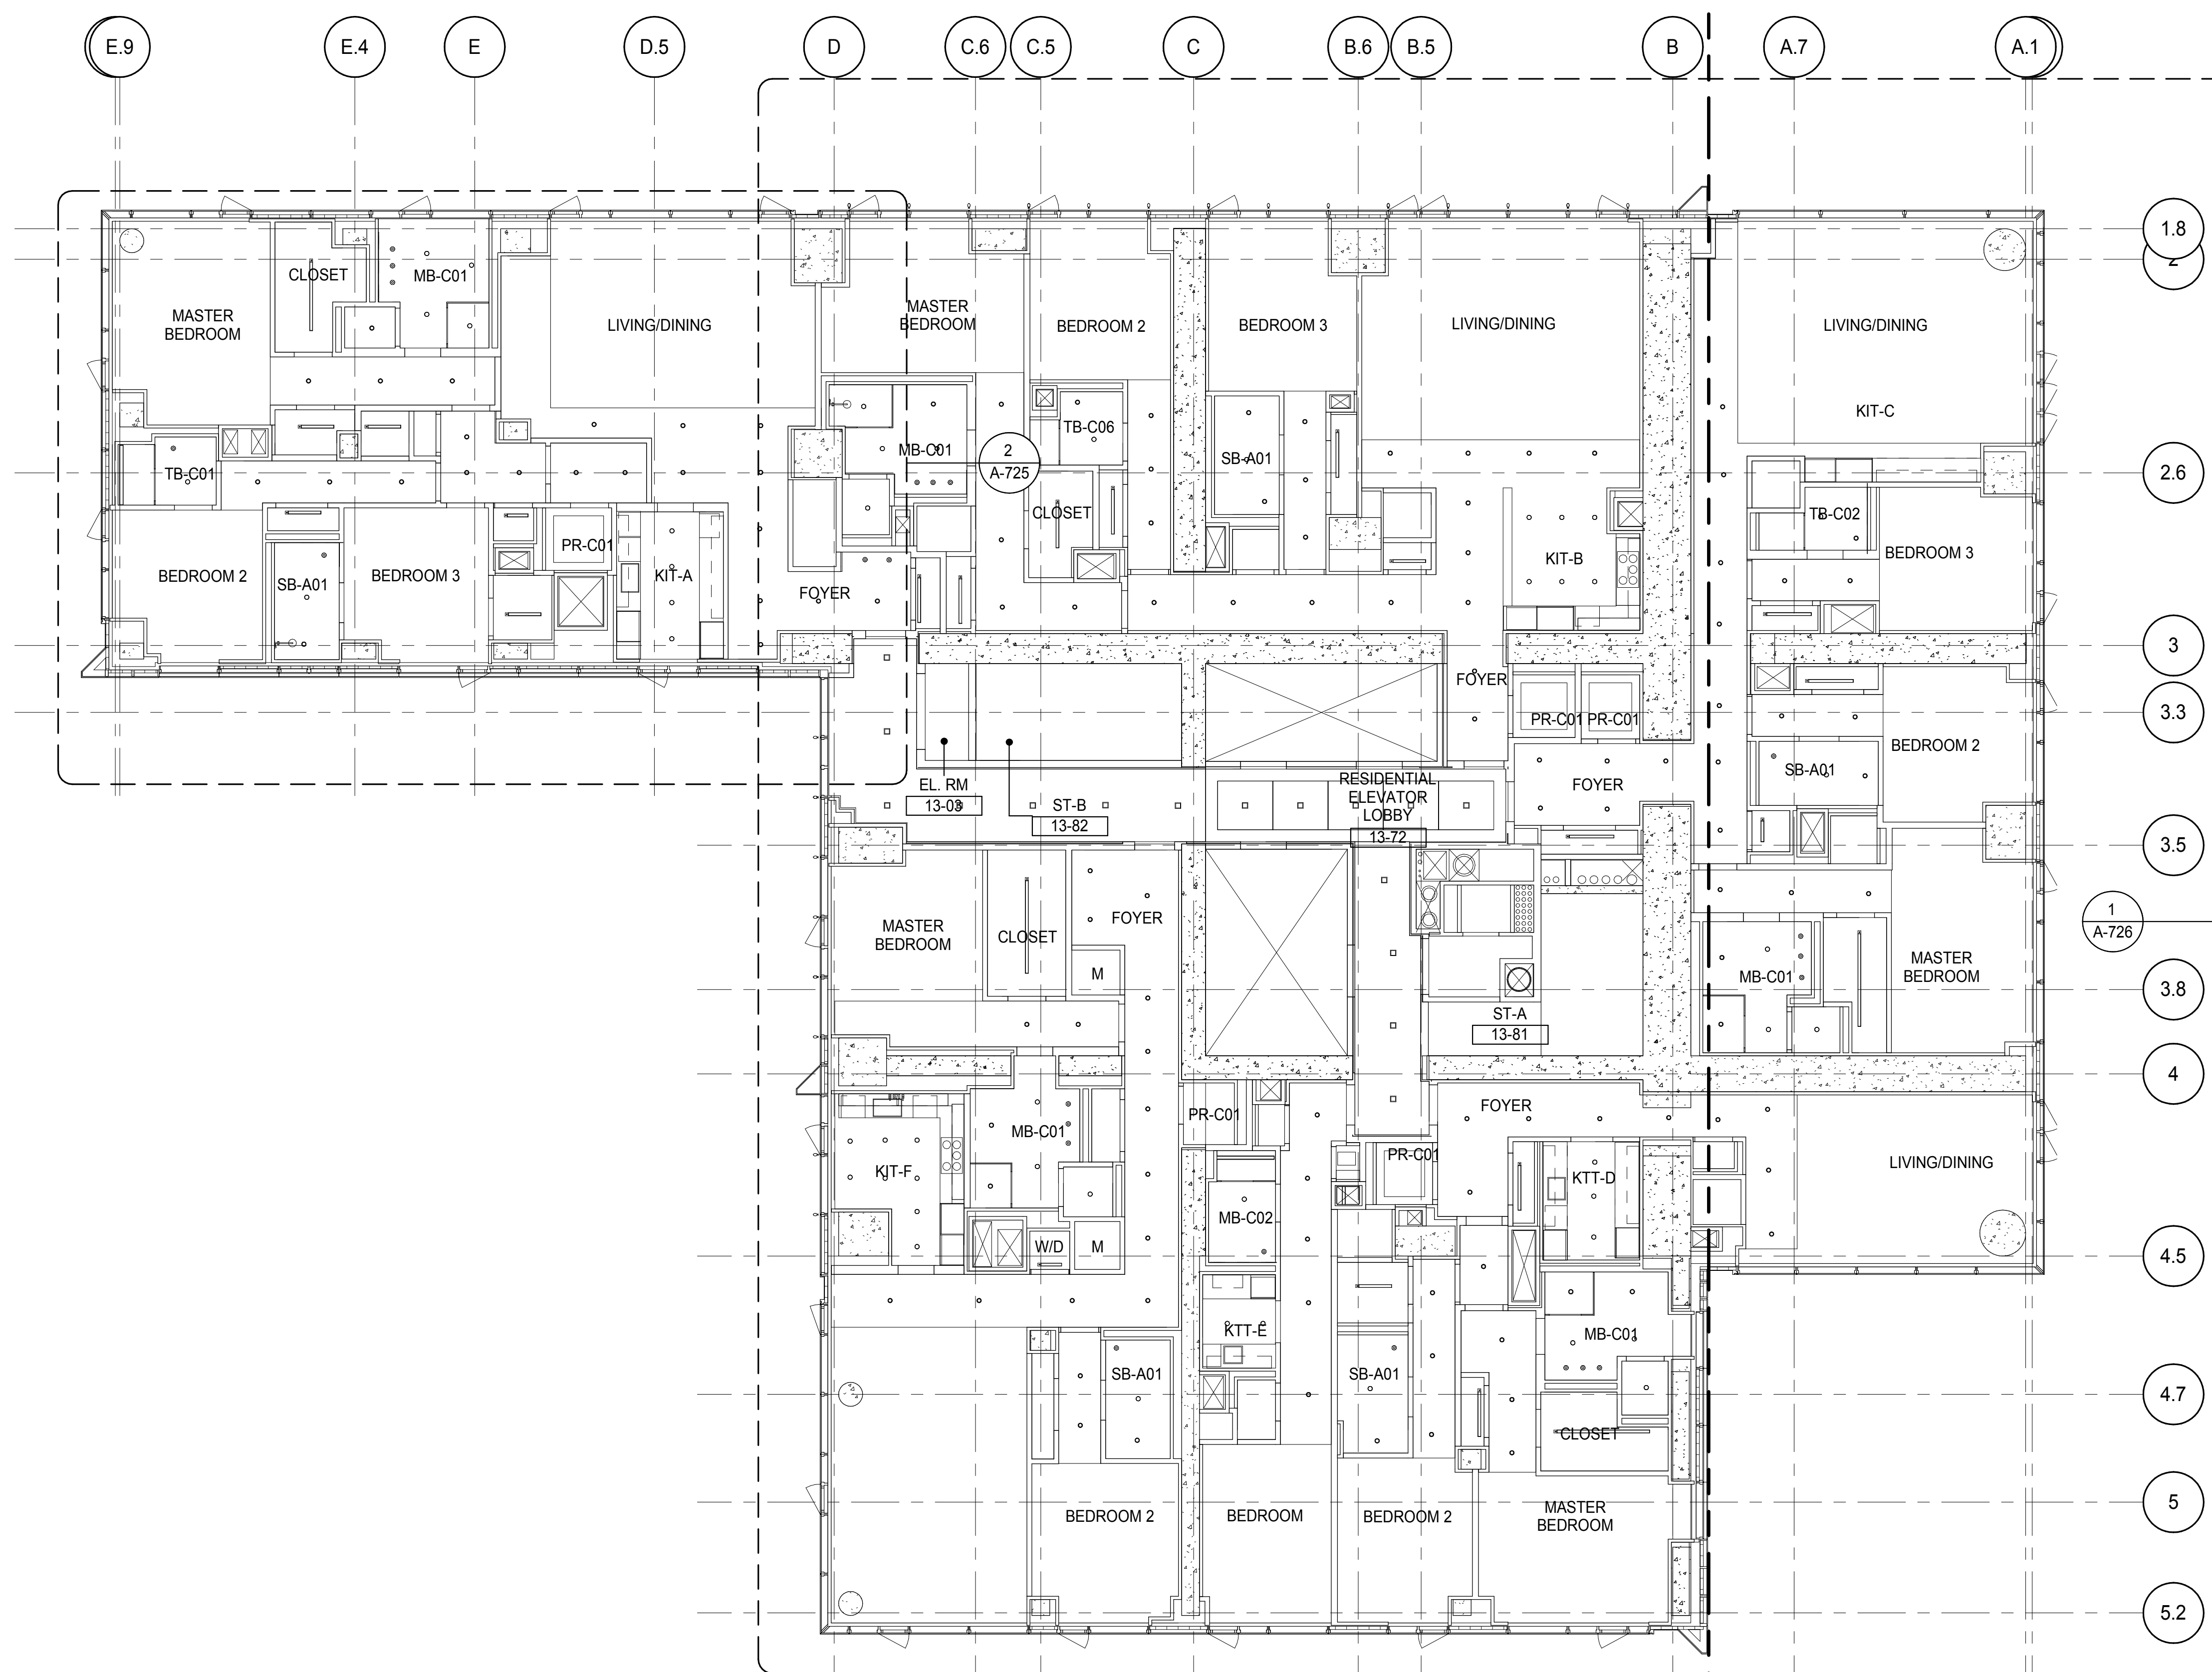 E.9
E.4
E
D.5
D
C.6
C.5
C
B.6
B.5
B
A.7
A.1
1.8
2
2.6
3
3.3
3.5
3.8
4
4.5
4.7
5
5.2
1
A-726
MASTER
BEDROOM
CLOSET
MB-C01
LIVING/DINING
MASTER
BEDROOM
BEDROOM 2
BEDROOM 3
LIVING/DINING
LIVING/DINING
KIT-C
TB-C01
MB-C01
2
A-725
TB-C06
SB-A01
CLOSET
TB-C02
BEDROOM 3
BEDROOM 2
SB-A01
BEDROOM 3
PR-C01
KIT-A
FOYER
KIT-B
FOYER
PR-C01
PR-C01
BEDROOM 2
SB-A01
EL. RM
13-03
ST-B
13-82
RESIDENTIAL
ELEVATOR
LOBBY
13-72
FOYER
MASTER
BEDROOM
CLOSET
FOYER
M
ST-A
13-81
MB-C01
MASTER
BEDROOM
KIT-F
MB-C01
PR-C01
FOYER
PR-C01
KTT-D
LIVING/DINING
MB-C02
W/D
M
KTT-E
MB-C01
SB-A01
SB-A01
CLOSET
BEDROOM 2
BEDROOM
BEDROOM 2
MASTER
BEDROOM